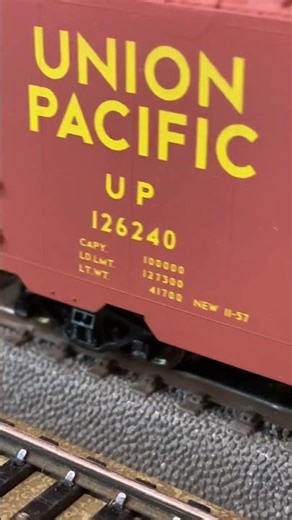 UNION
PACIFIC
UP
126240
CAPY. 100000
LD.LMT. 127300
LT.WT. 41700 NEW 11-57